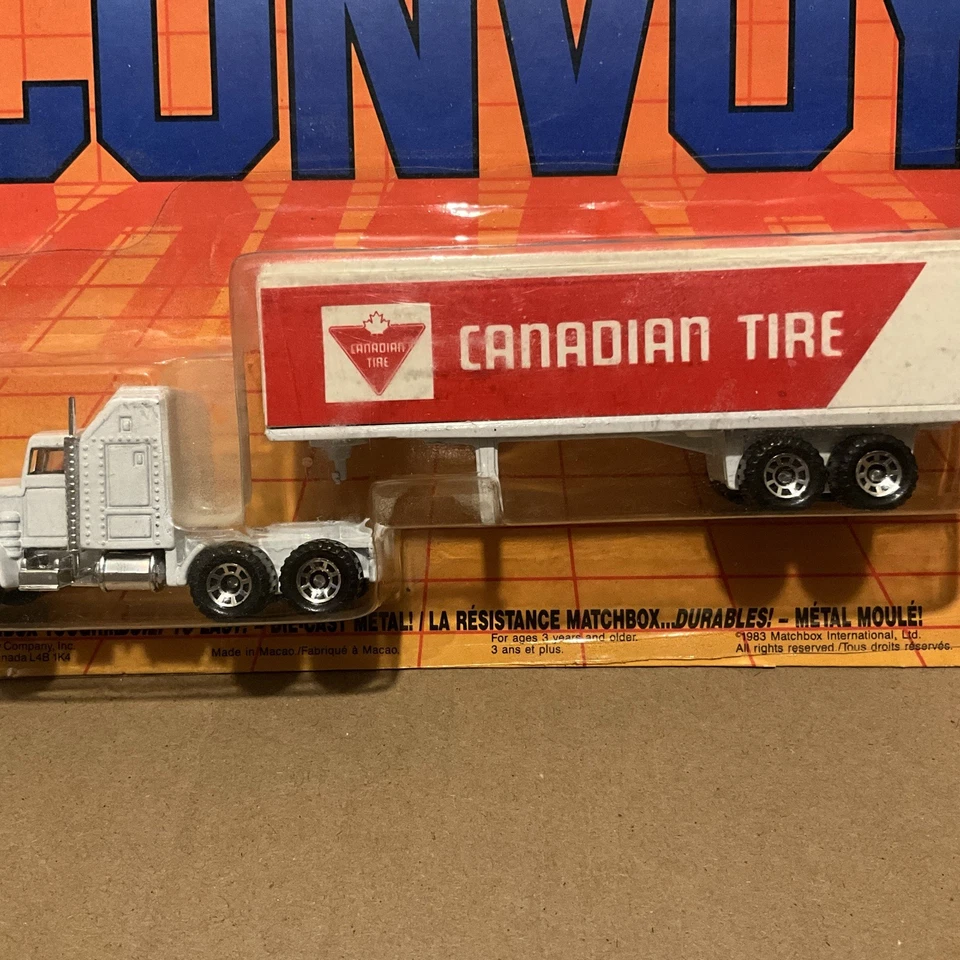 CONVOY
CANADIAN
TIRE
CANADIAN TIRE
DIE-CAST METAL! / LA RÉSISTANCE MATCHBOX...DURABLES! – MÉTAL MOULÉ!
Company, Inc.
L4B 1K4
Made in Macao./Fabriqué à Macao.
For ages 3 years and older.
3 ans et plus.
©1983 Matchbox International, Ltd.
All rights reserved /Tous droits réservés.